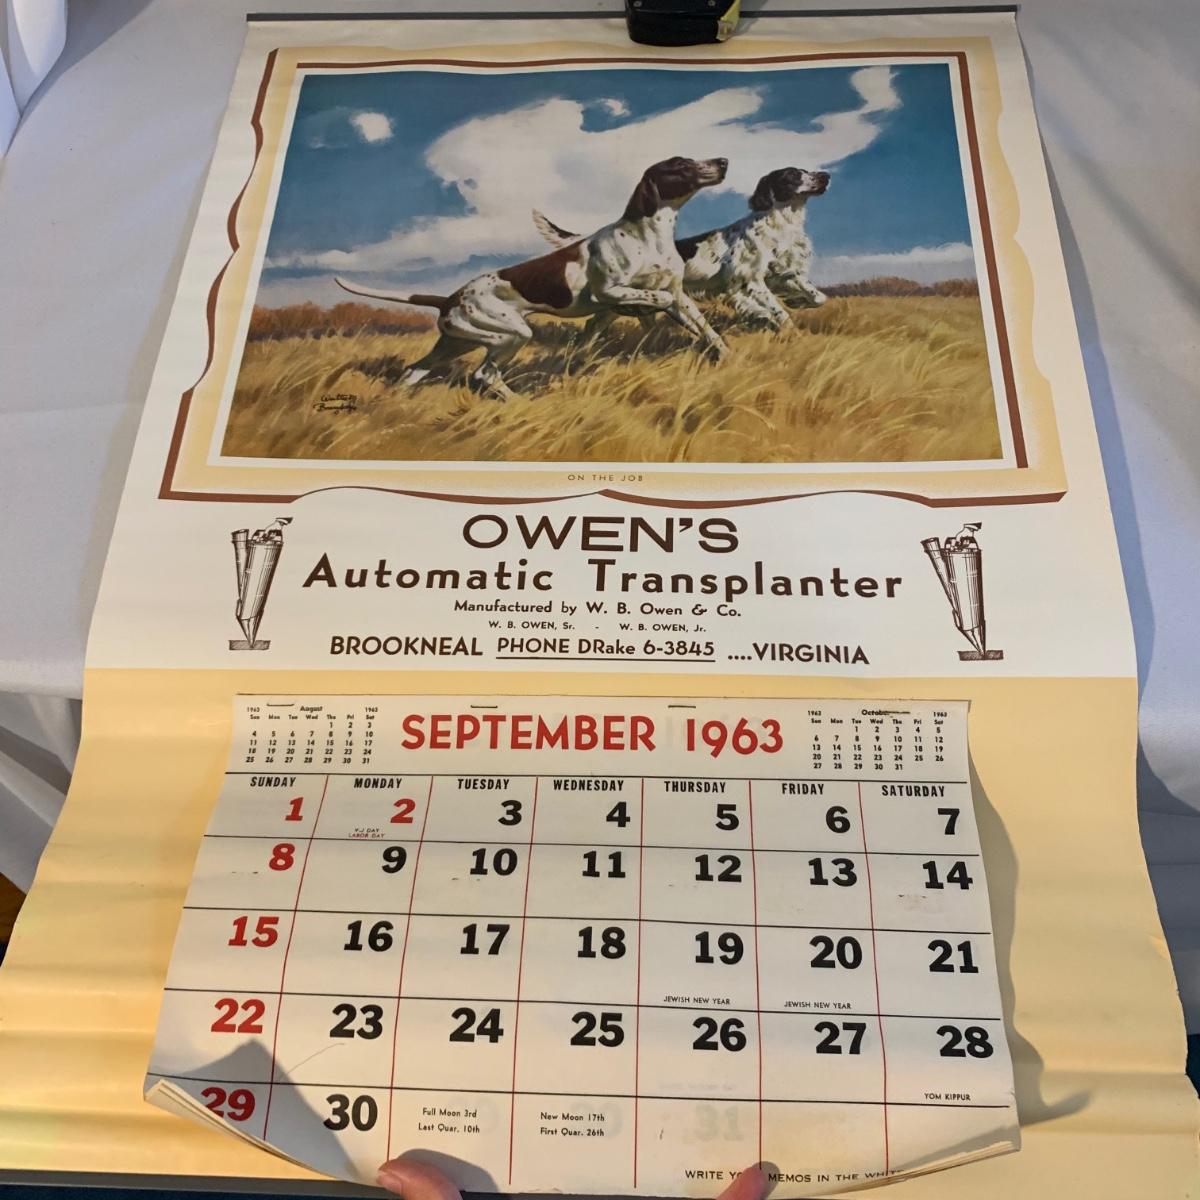 ON THE JOB
OWEN'S
Automatic Transplanter
Manufactured by W. B. Owen & Co.
W. B. OWEN, Sr. - W. B. OWEN, Jr.
BROOKNEAL PHONE DRake 6-3845 ....VIRGINIA
1963 August 1963
Sun Mon Tue Wed Thu Fri Sat
1 2 3
4 5 6 7 8 9 10
11 12 13 14 15 16 17
18 19 20 21 22 23 24
25 26 27 28 29 30 31
SEPTEMBER 1963
1963 October 1963
Sun Mon Tue Wed Thu Fri Sat
1 2 3 4 5
6 7 8 9 10 11 12
13 14 15 16 17 18 19
20 21 22 23 24 25 26
27 28 29 30 31
SUNDAY MONDAY TUESDAY WEDNESDAY THURSDAY FRIDAY SATURDAY
1 2 3 4 5 6 7
V-J DAY
LABOR DAY
8 9 10 11 12 13 14
15 16 17 18 19 20 21
JEWISH NEW YEAR JEWISH NEW YEAR
22 23 24 25 26 27 28
YOM KIPPUR
29 30
Full Moon 3rd
Last Quar. 10th
New Moon 17th
First Quar. 26th
WRITE MEMOS IN THE